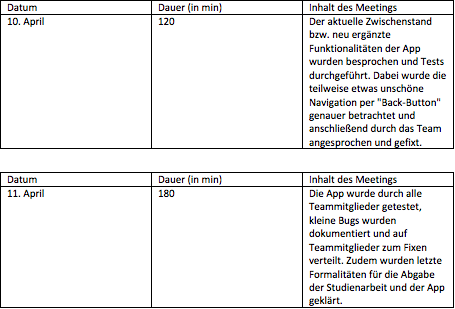 Datum Dauer (in min) Inhalt des Meetings
10. April 120 Der aktuelle Zwischenstand
bzw. neu ergänzte
Funktionalitäten der App
wurden besprochen und Tests
durchgeführt. Dabei wurde die
teilweise etwas unschöne
Navigation per "Back-Button"
genauer betrachtet und
anschließend durch das Team
angesprochen und gefixt.
Datum Dauer (in min) Inhalt des Meetings
11. April 180 Die App wurde durch alle
Teammitglieder getestet,
kleine Bugs wurden
dokumentiert und auf
Teammitglieder zum Fixen
verteilt. Zudem wurden letzte
Formalitäten für die Abgabe
der Studienarbeit und der App
geklärt.